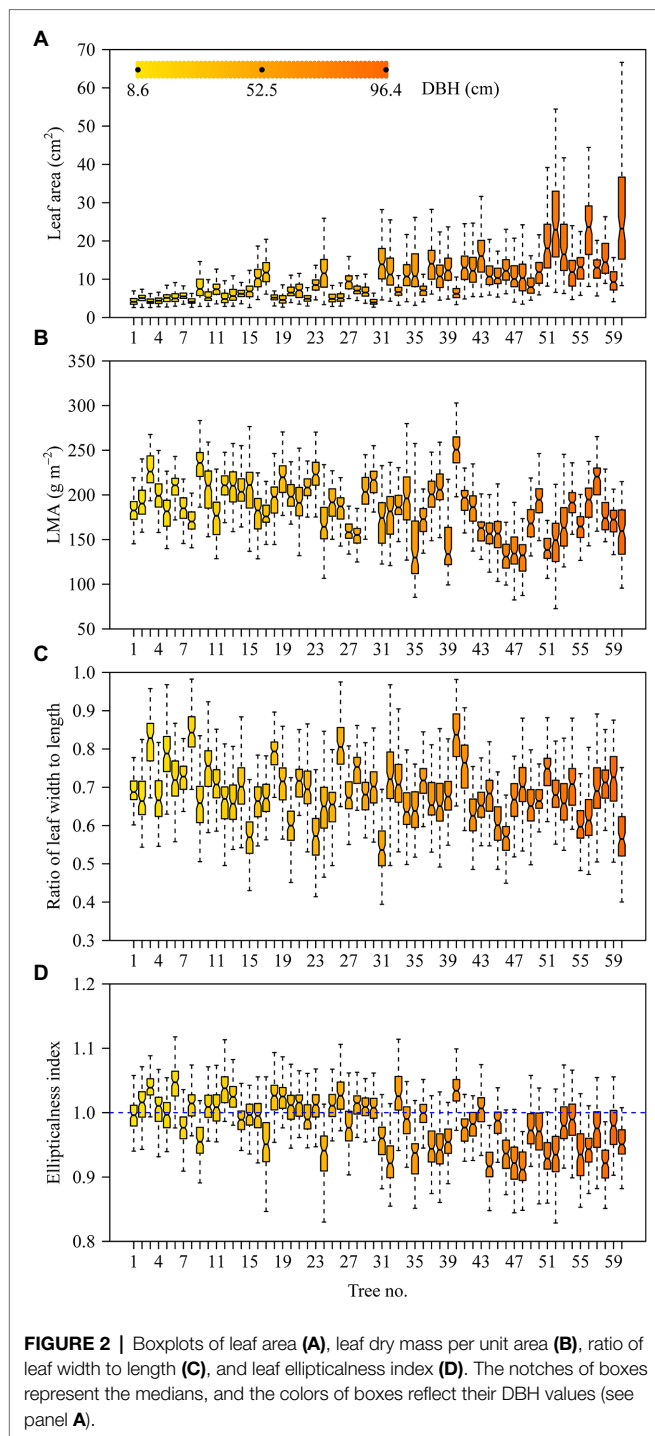 A
70
60
50
40
30
20
10
0
Leaf area (cm²)
8.6 52.5 96.4 DBH (cm)
1 3 7 11 15 19 23 27 31 35 39 43 47 51 55 59
B
350
300
250
200
150
100
50
LMA (g m⁻²)
1 3 7 11 15 19 23 27 31 35 39 43 47 51 55 59
C
1.0
0.9
0.8
0.7
0.6
0.5
0.4
0.3
Ratio of leaf width to length
1 3 7 11 15 19 23 27 31 35 39 43 47 51 55 59
D
1.2
1.1
1.0
0.9
0.8
Ellipticalness index
1 3 7 11 15 19 23 27 31 35 39 43 47 51 55 59
Tree no.
FIGURE 2 | Boxplots of leaf area (A), leaf dry mass per unit area (B), ratio of
leaf width to length (C), and leaf ellipticalness index (D). The notches of boxes
represent the medians, and the colors of boxes reflect their DBH values (see
panel A).